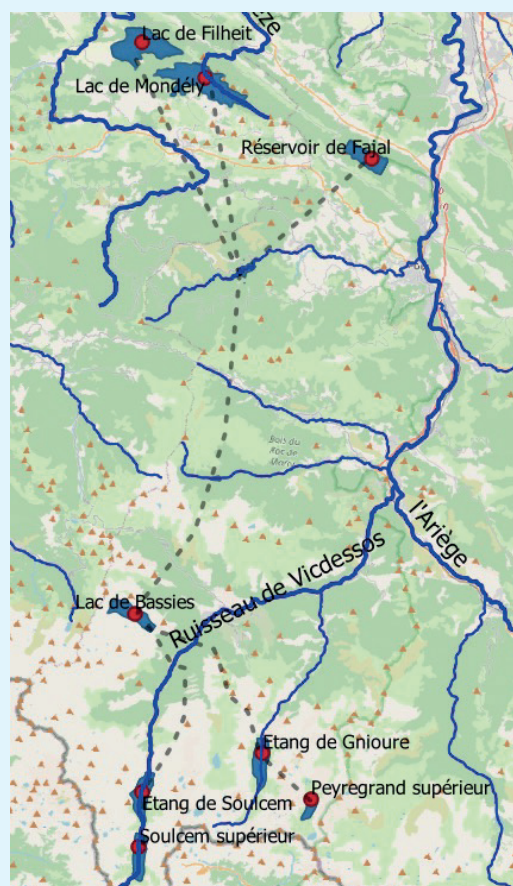 Lac de Filheit
èze
Lac de Mondély
Réservoir de Fajal
Bois du
Roc de
l'Ariège
Ruisseau de Vicdessos
Lac de Bassies
Etang de Gnioure
Peyregrand supérieur
Etang de Soulcem
Soulcem supérieur